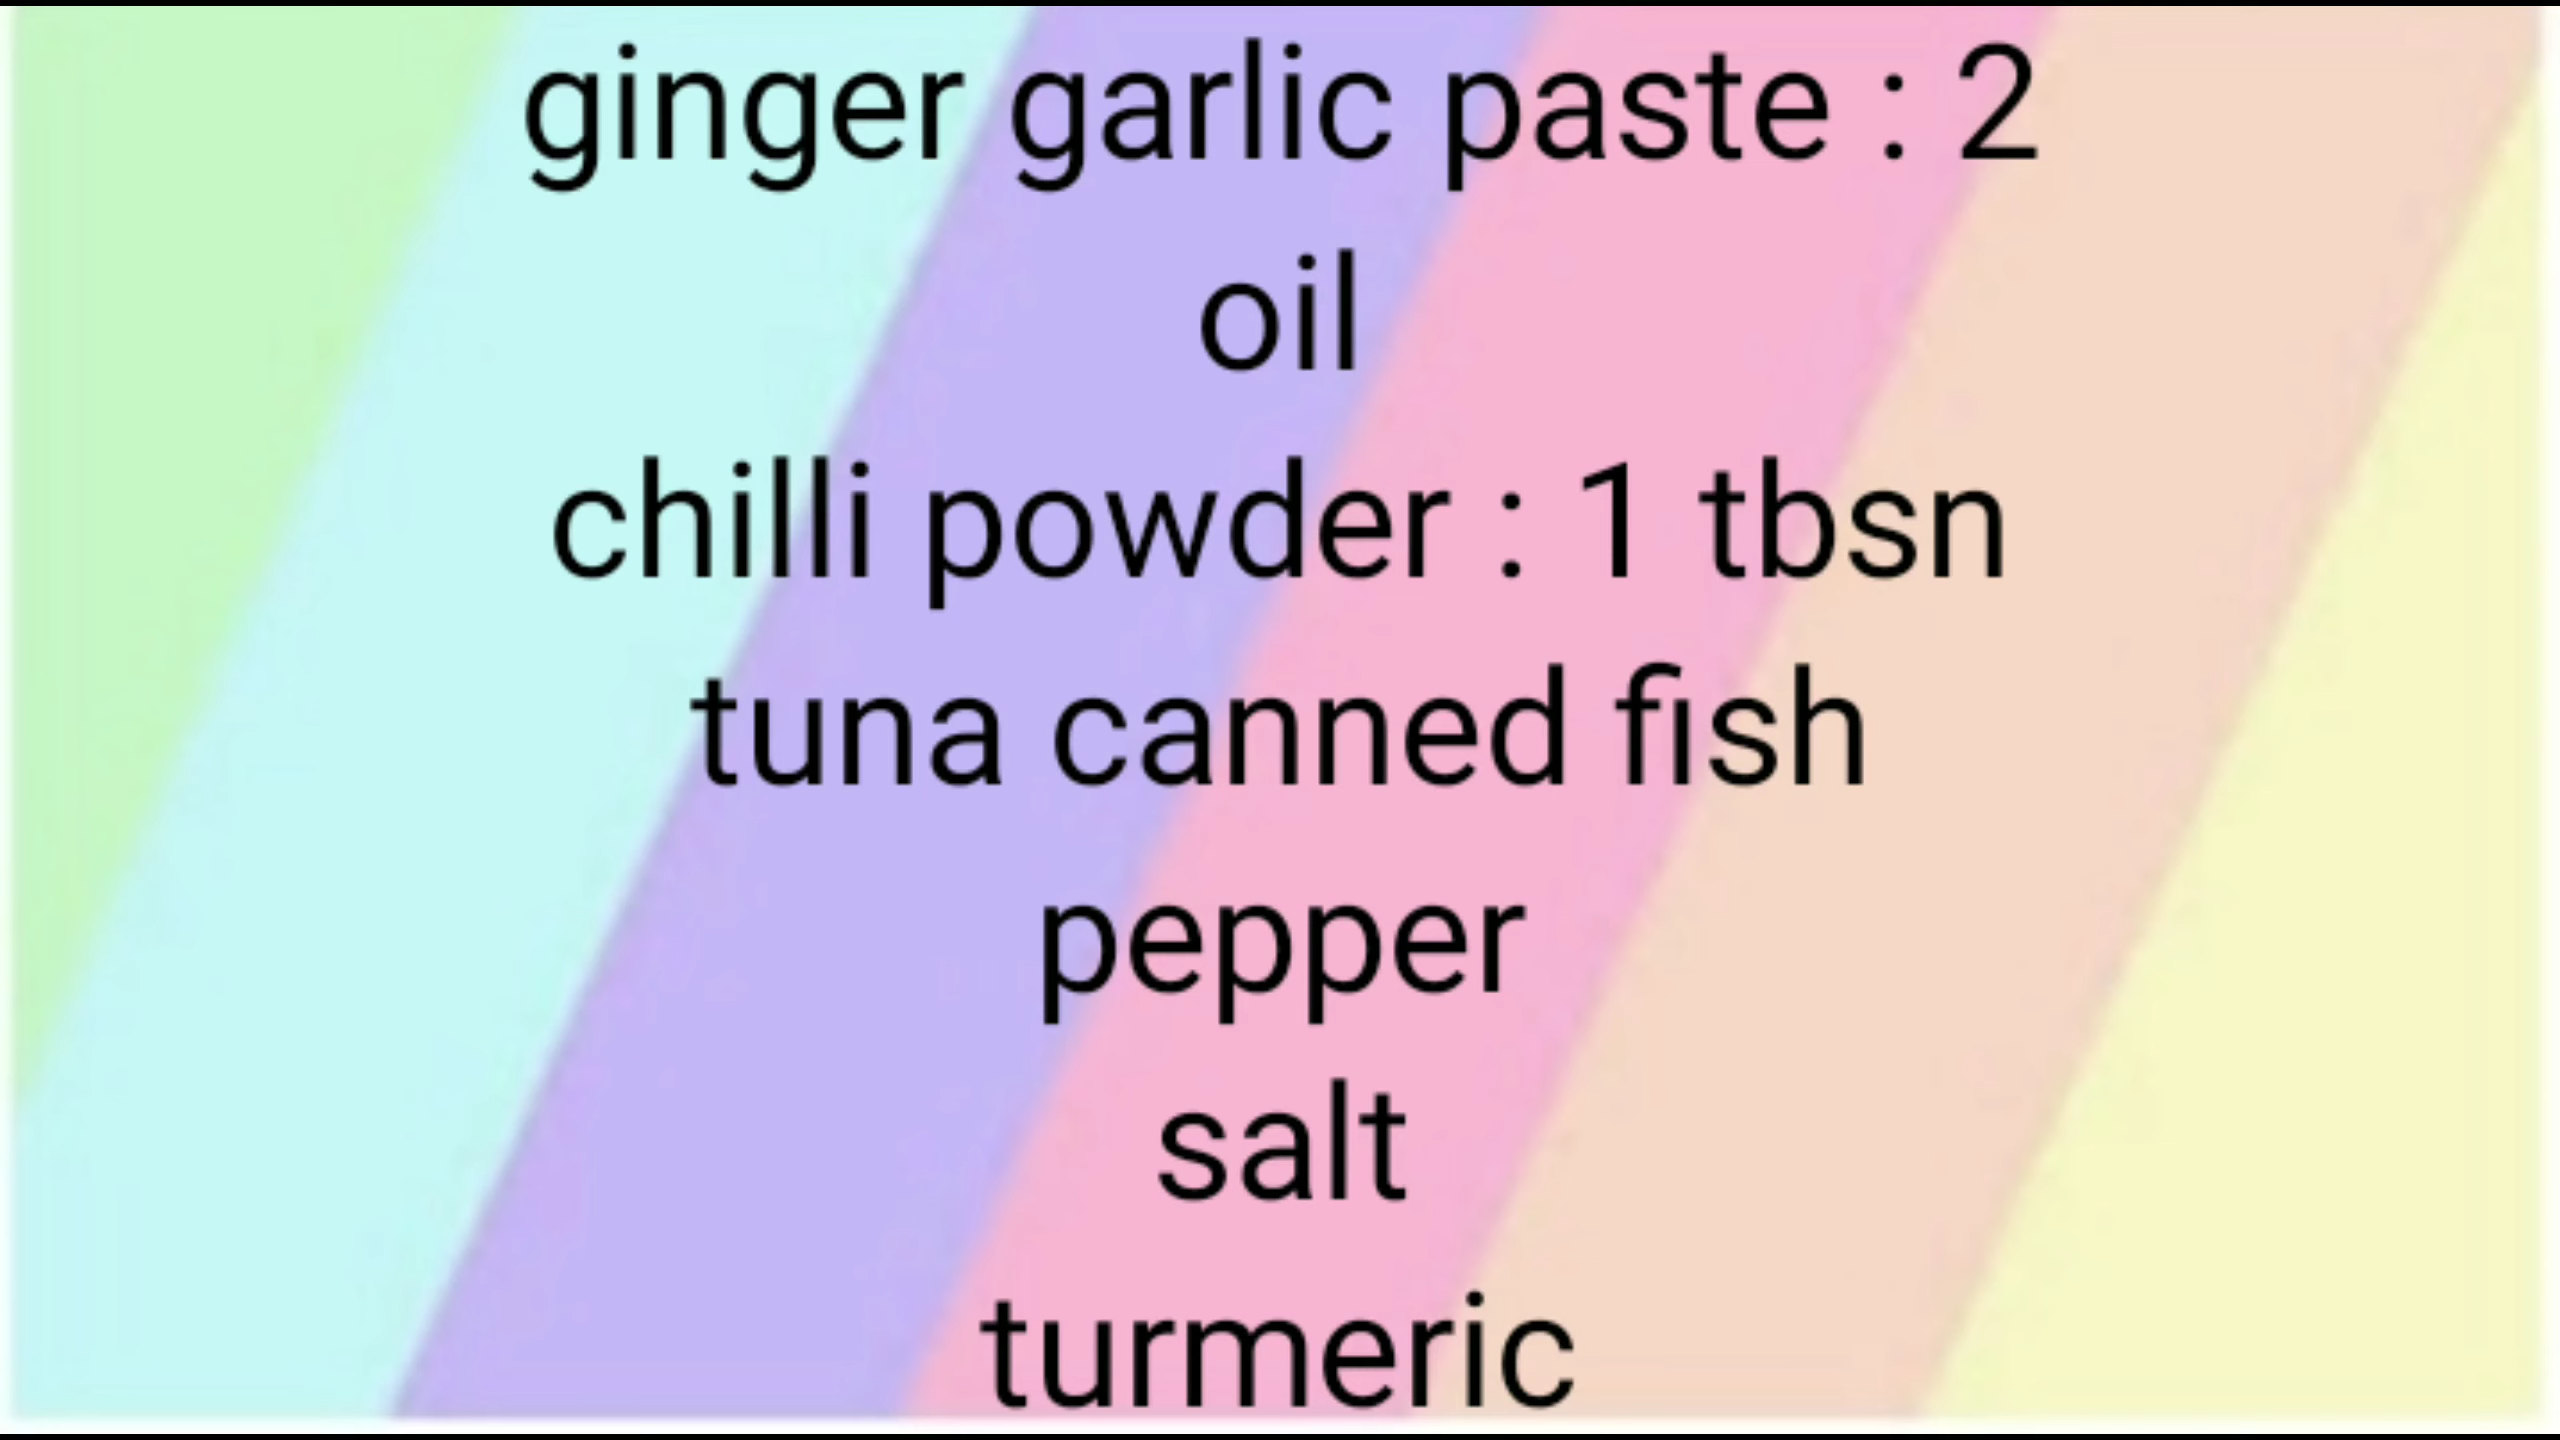 ginger garlic paste : 2
oil
chilli powder : 1 tbsn
tuna canned fish
pepper
salt
turmeric